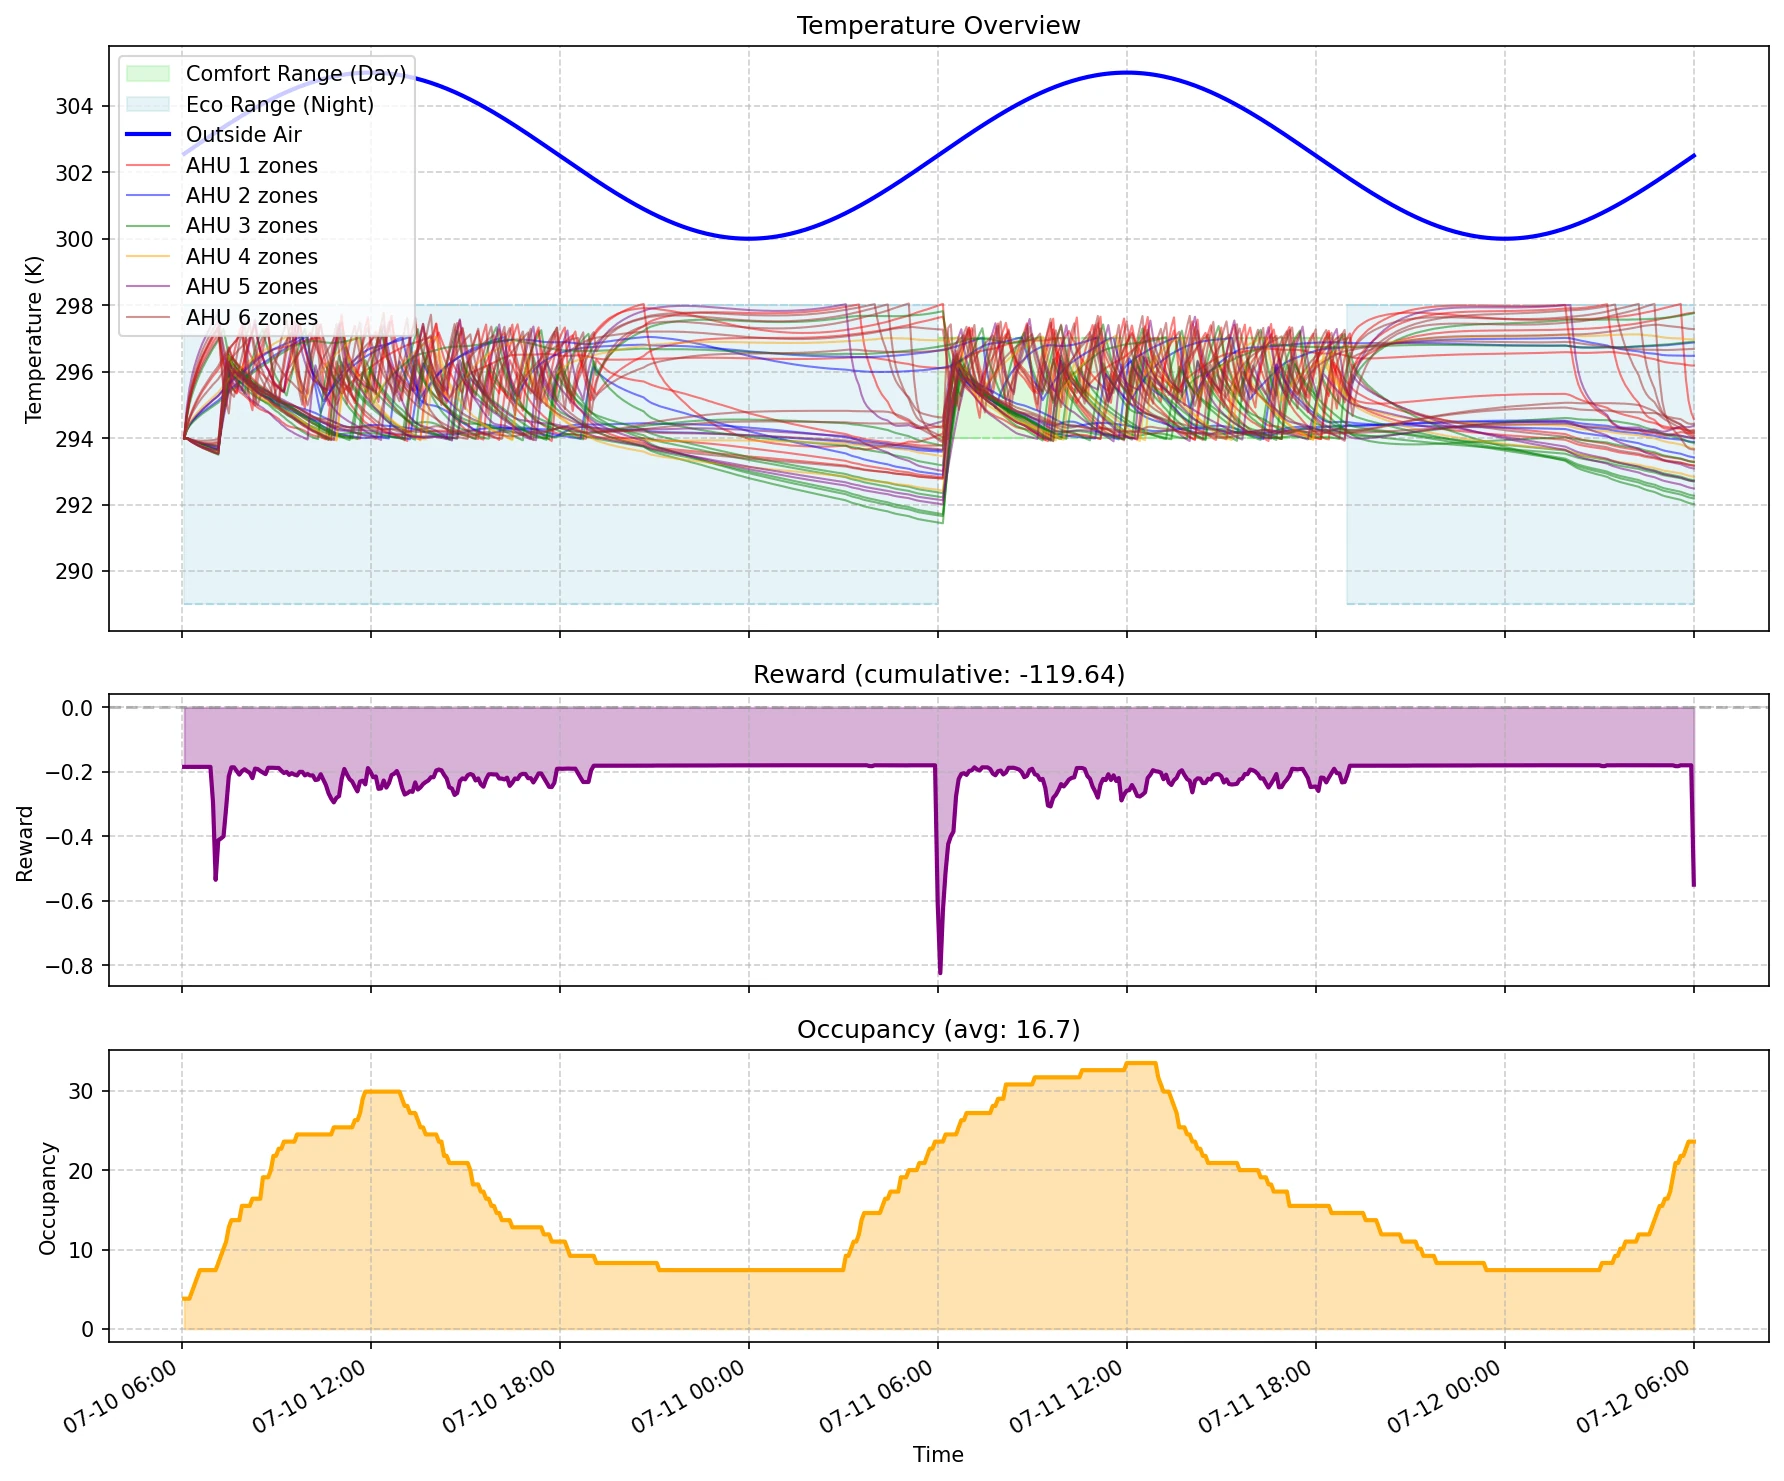 Temperature Overview
Temperature (K)
304
302
300
298
296
294
292
290
Comfort Range (Day)
Eco Range (Night)
Outside Air
AHU 1 zones
AHU 2 zones
AHU 3 zones
AHU 4 zones
AHU 5 zones
AHU 6 zones
Reward (cumulative: -119.64)
Reward
0.0
−0.2
−0.4
−0.6
−0.8
Occupancy (avg: 16.7)
Occupancy
30
20
10
0
07-10 06:00
07-10 12:00
07-10 18:00
07-11 00:00
07-11 06:00
07-11 12:00
07-11 18:00
07-12 00:00
07-12 06:00
Time